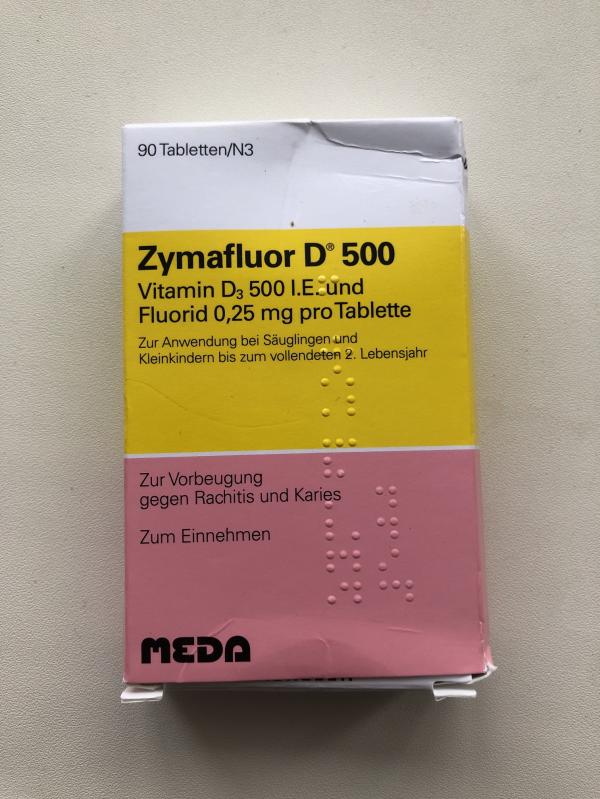 90 Tabletten/N3
Zymafluor D® 500
Vitamin D₃ 500 I.E. und
Fluorid 0,25 mg pro Tablette
Zur Anwendung bei Säuglingen und
Kleinkindern bis zum vollendeten 2. Lebensjahr
Zur Vorbeugung
gegen Rachitis und Karies
Zum Einnehmen
MEDA